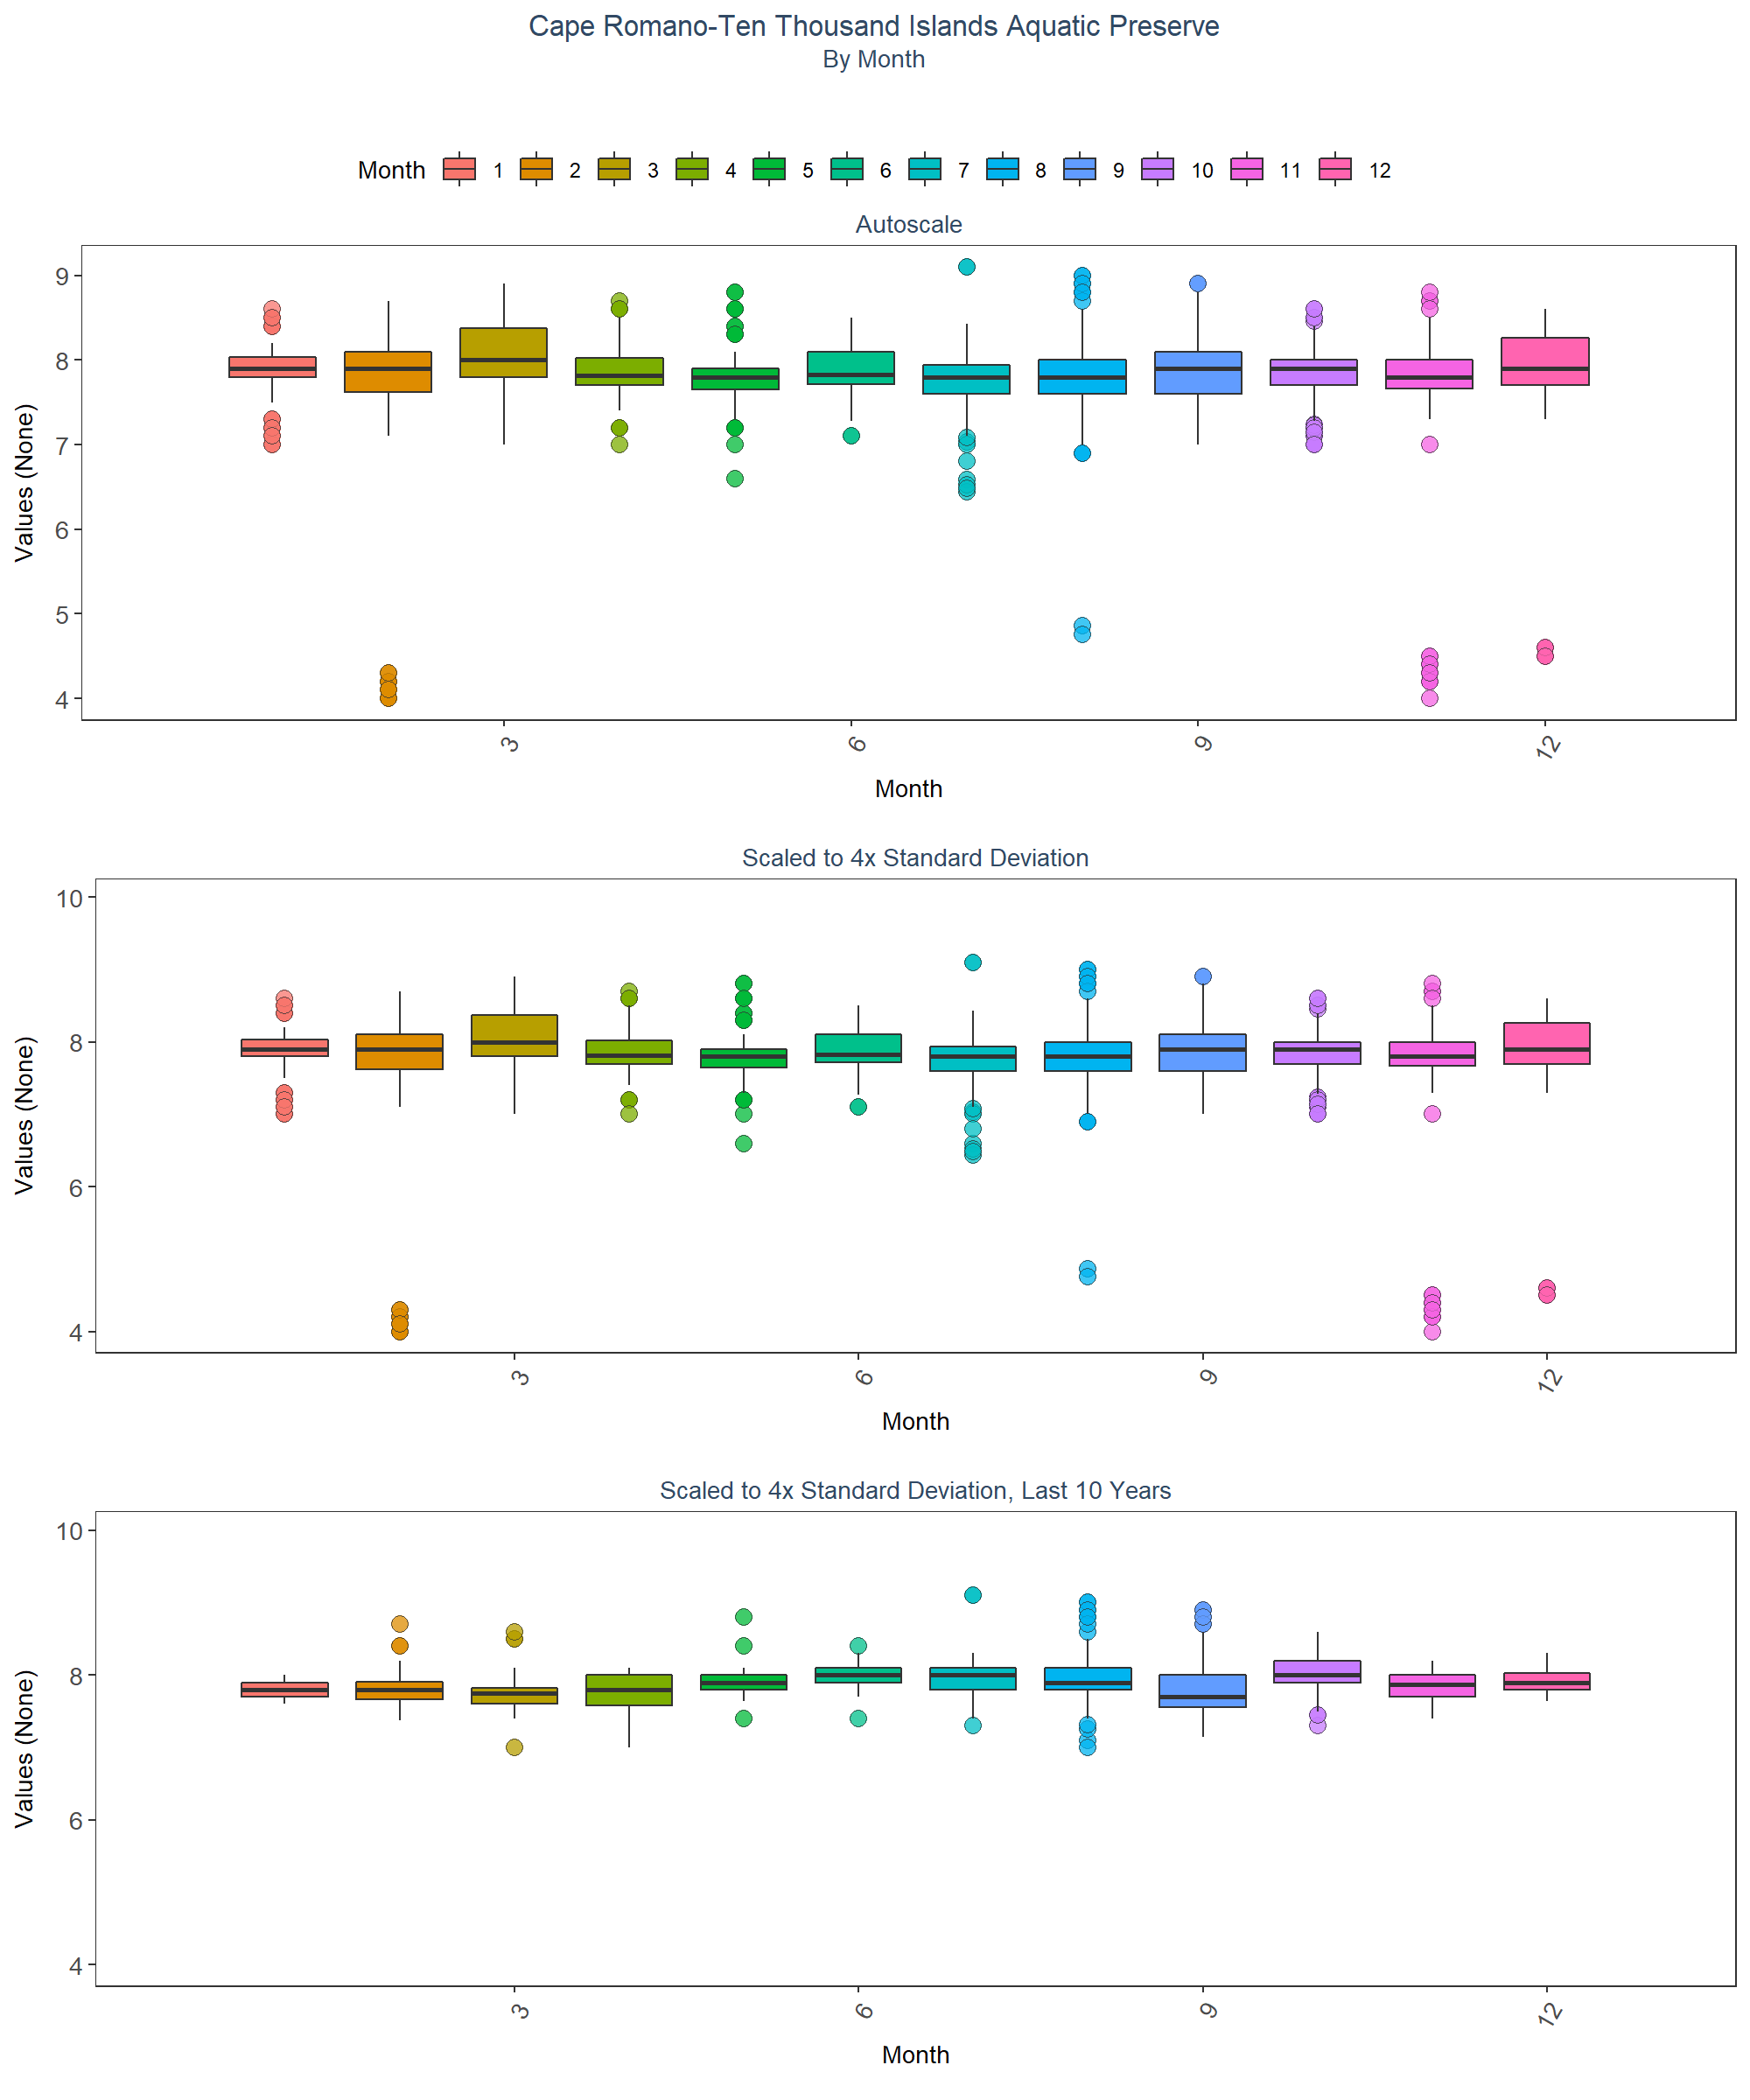 Cape Romano-Ten Thousand Islands Aquatic Preserve
By Month
Month 1 2 3 4 5 6 7 8 9 10 11 12
Autoscale
Values (None)
9
8
7
6
5
4
3 6 9 12
Month
Scaled to 4x Standard Deviation
Values (None)
10
8
6
4
3 6 9 12
Month
Scaled to 4x Standard Deviation, Last 10 Years
Values (None)
10
8
6
4
3 6 9 12
Month